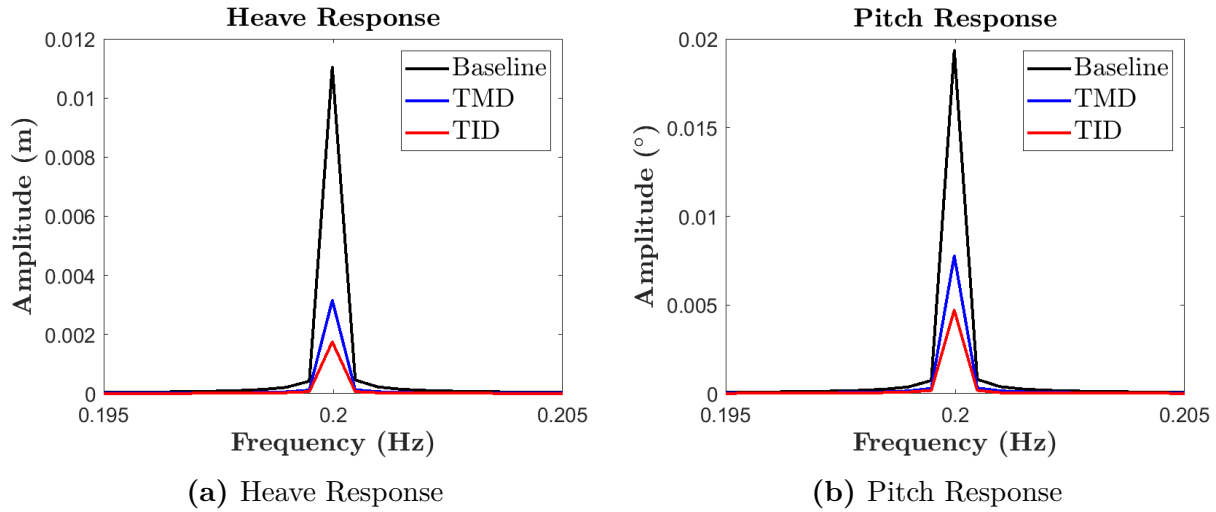 Heave Response
0.012
0.01
0.008
0.006
0.004
0.002
0
Amplitude (m)
Baseline
TMD
TID
0.195
0.2
0.205
Frequency (Hz)
(a) Heave Response
Pitch Response
0.02
0.015
0.01
0.005
0
Amplitude (°)
Baseline
TMD
TID
0.195
0.2
0.205
Frequency (Hz)
(b) Pitch Response